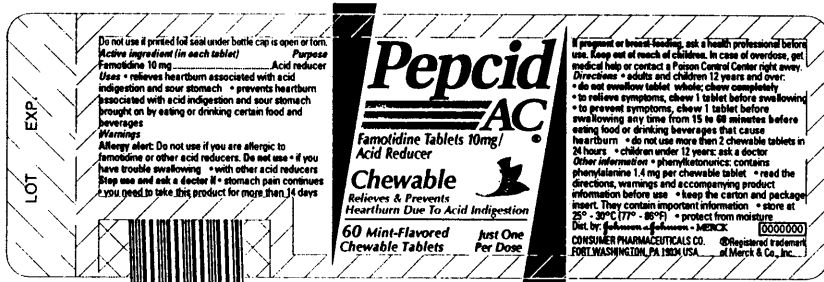 LOT
EXP.
Do not use if printed foil seal under bottle cap is open or torn.
Active ingredient (in each tablet) Purpose
Famotidine 10 mg..........................Acid reducer
Uses • relieves heartburn associated with acid
indigestion and sour stomach • prevents heartburn
associated with acid indigestion and sour stomach
brought on by eating or drinking certain food and
beverages
Warnings
Allergy alert: Do not use if you are allergic to
famotidine or other acid reducers. Do not use • if you
have trouble swallowing • with other acid reducers
Stop use and ask a doctor if • stomach pain continues
• you need to take this product for more than 14 days
Pepcid
AC®
Famotidine Tablets 10mg/
Acid Reducer
Chewable
Relieves & Prevents
Heartburn Due To Acid Indigestion
60 Mint-Flavored
Chewable Tablets
Just One
Per Dose
If pregnant or breast-feeding, ask a health professional before
use. Keep out of reach of children. In case of overdose, get
medical help or contact a Poison Control Center right away.
Directions • adults and children 12 years and over:
• do not swallow tablet whole; chew completely
• to relieve symptoms, chew 1 tablet before swallowing
• to prevent symptoms, chew 1 tablet before
swallowing any time from 15 to 60 minutes before
eating food or drinking beverages that cause
heartburn • do not use more than 2 chewable tablets in
24 hours • children under 12 years: ask a doctor
Other information • phenylketonurics: contains
phenylalanine 1.4 mg per chewable tablet • read the
directions, warnings and accompanying product
information before use • keep the carton and package
insert. They contain important information • store at
25° - 30°C (77° - 86°F) • protect from moisture
Dist. by: Johnson & Johnson • MERCK 0000000
CONSUMER PHARMACEUTICALS CO. ®Registered trademark
FORT WASHINGTON, PA 19034 USA of Merck & Co., Inc.